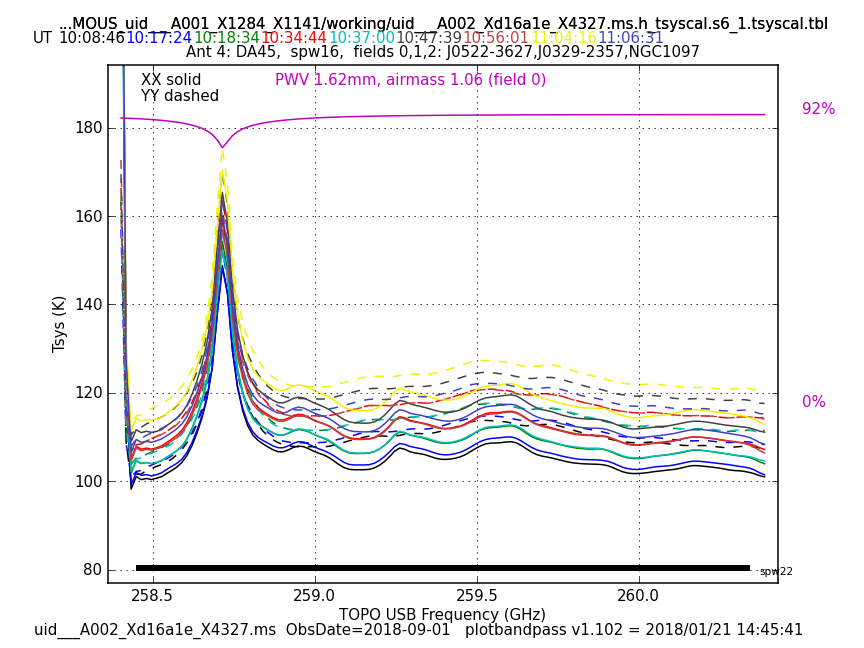 ...MOUS_uid___A001_X1284_X1141/working/uid___A002_Xd16a1e_X4327.ms.h_tsyscal.s6_1.tsyscal.tbl
UT 10:08:46 10:17:24 10:18:34 10:34:44 10:37:00 10:47:39 10:56:01 11:04:16 11:06:31
Ant 4: DA45,  spw16,  fields 0,1,2: J0522-3627,J0329-2357,NGC1097
XX solid
YY dashed
PWV 1.62mm, airmass 1.06 (field 0)
92%
0%
Tsys (K)
180
160
140
120
100
80
spw22
258.5 259.0 259.5 260.0
TOPO USB Frequency (GHz)
uid___A002_Xd16a1e_X4327.ms  ObsDate=2018-09-01   plotbandpass v1.102 = 2018/01/21 14:45:41